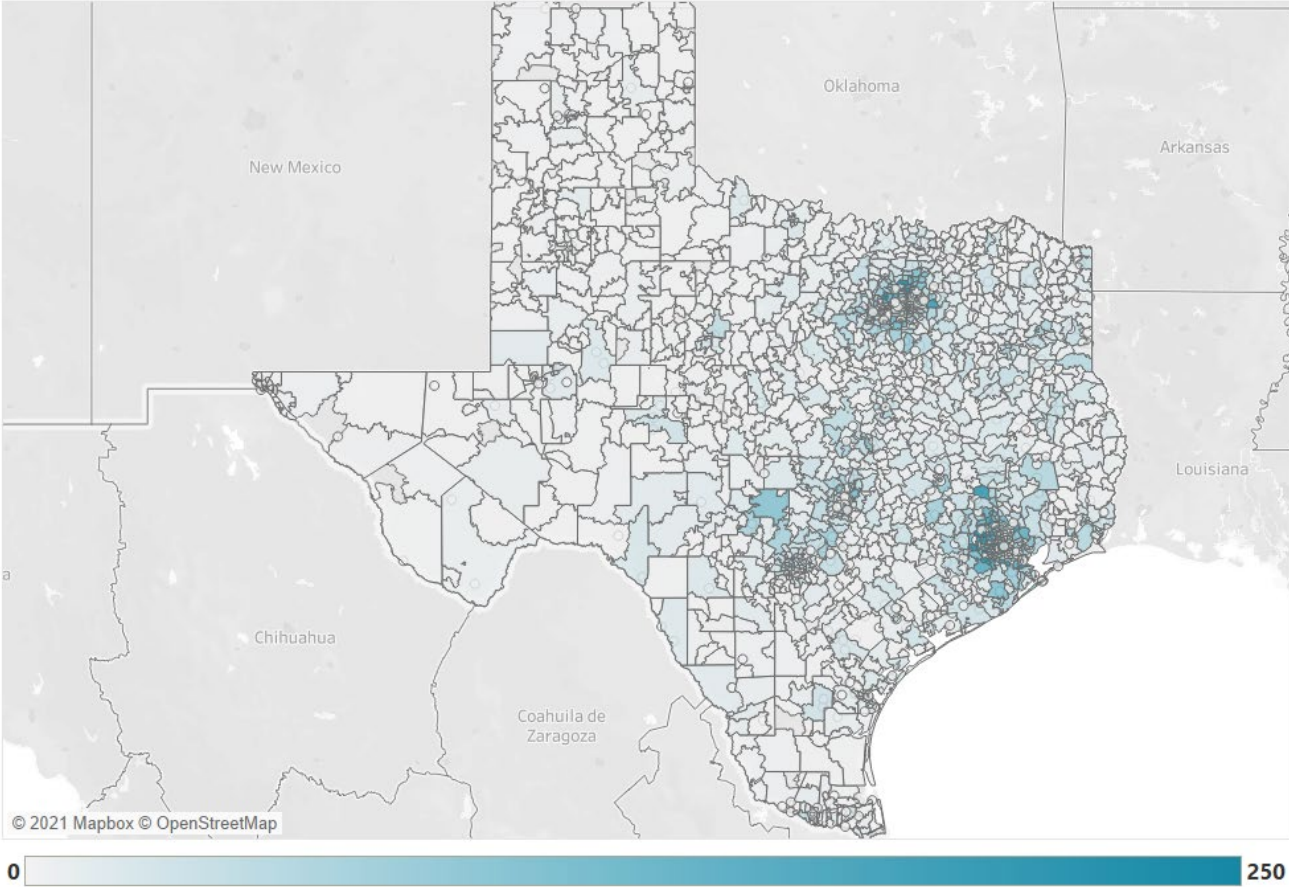 Oklahoma
Arkansas
New Mexico
Louisiana
a
Chihuahua
Coahuila de
Zaragoza
© 2021 Mapbox © OpenStreetMap
0
250